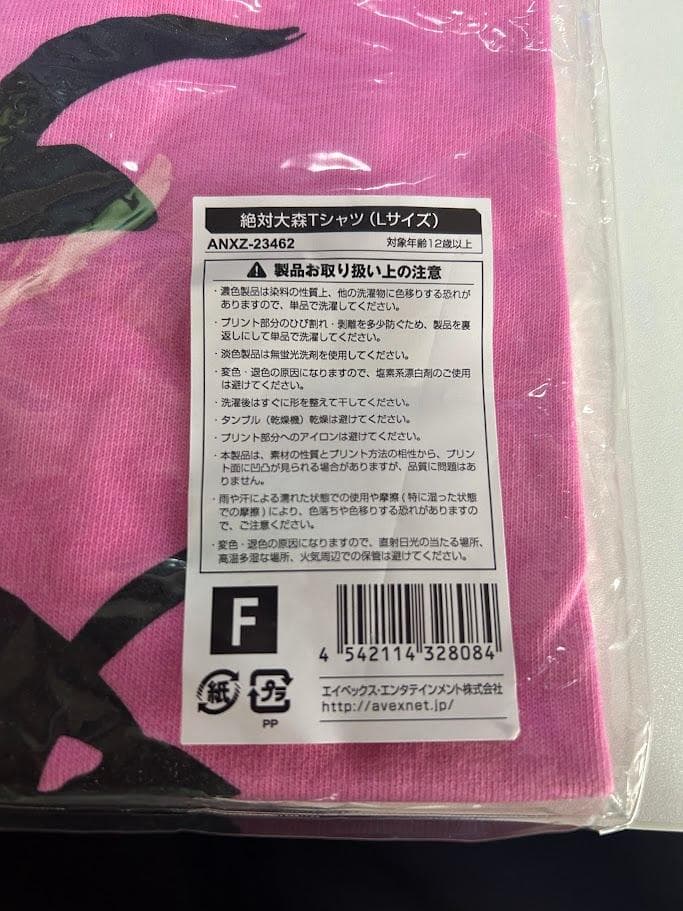 絶対大森Tシャツ(Lサイズ)
ANXZ-23462 対象年齢12歳以上
製品お取り扱い上の注意
・濃色製品は染料の性質上、他の洗濯物に色移りする恐れが
ありますので、単品で洗濯してください。
・プリント部分のひび割れ・剥離を多少防ぐため、製品を裏
返しにして単品で洗濯してください。
・淡色製品は無蛍光洗剤を使用してください。
・変色・退色の原因になりますので、塩素系漂白剤のご使用
は避けてください。
・洗濯後はすぐに形を整えて干してください。
・タンブル(乾燥機)乾燥は避けてください。
・プリント部分へのアイロンは避けてください。
・本製品は、素材の性質とプリント方法の相性から、プリン
ト面に凹凸が見られる場合がありますが、品質に問題はあ
りません。
・雨や汗による濡れた状態での使用や摩擦(特に湿った状態
での摩擦)により、色落ちや色移りする恐れがありますの
で、ご注意ください。
・変色・退色の原因になりますので、直射日光の当たる場所、
高温多湿な場所、火気周辺での保管は避けてください。
F
4 542114 328084
紙
プラ
PP
エイベックス・エンタテインメント株式会社
http://avexnet.jp/